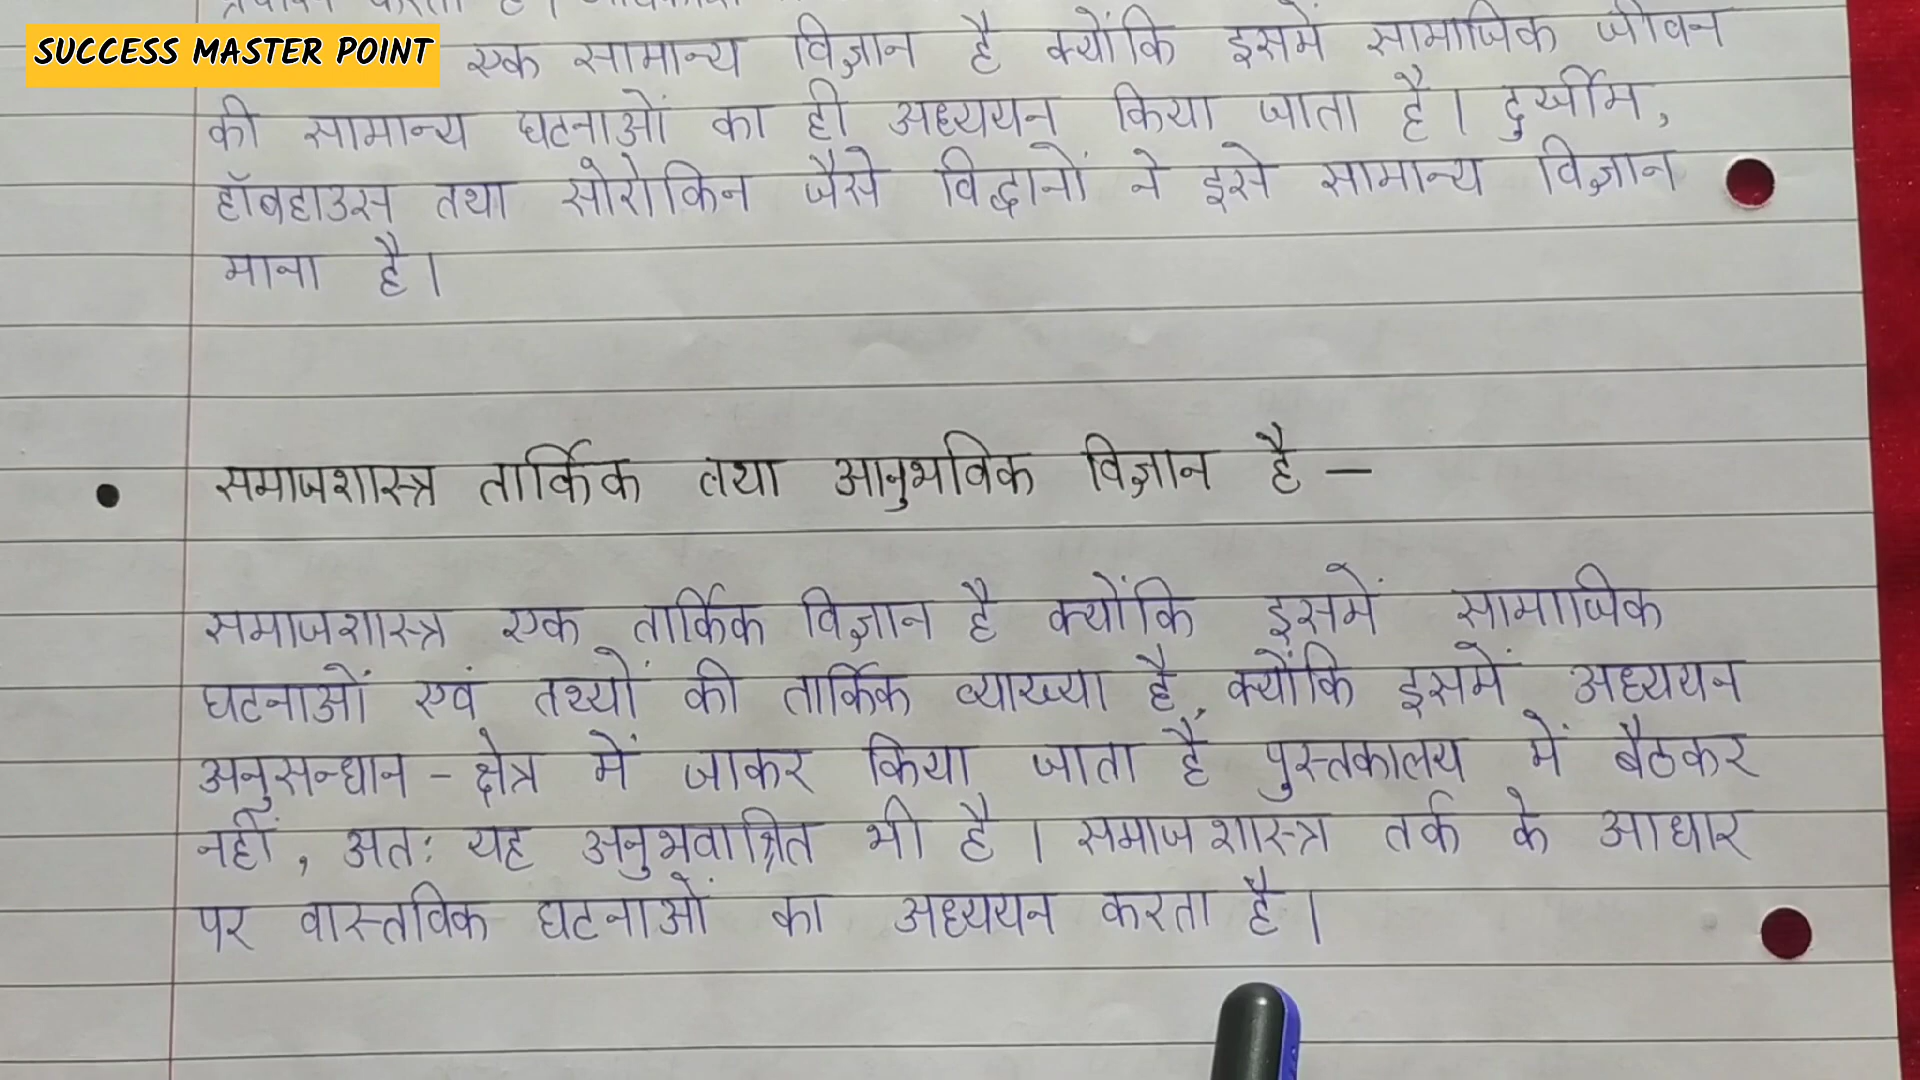 SUCCESS MASTER POINT
एक सामान्य विज्ञान है क्योंकि इसमें सामाजिक जीवन
की सामान्य घटनाओं का ही अध्ययन किया जाता है। दुर्खीम,
हॉबहाउस तथा सोरोकिन जैसे विद्वानों ने इसे सामान्य विज्ञान
माना है।
समाजशास्त्र तार्किक तथा आनुभविक विज्ञान है –
समाजशास्त्र एक तार्किक विज्ञान है क्योंकि इसमें सामाजिक
घटनाओं एवं तथ्यों की तार्किक व्याख्या है, क्योंकि इसमें अध्ययन
अनुसन्धान - क्षेत्र में जाकर किया जाता है पुस्तकालय में बैठकर
नहीं, अतः यह अनुभवाश्रित भी है। समाजशास्त्र तर्क के आधार
पर वास्तविक घटनाओं का अध्ययन करता है।